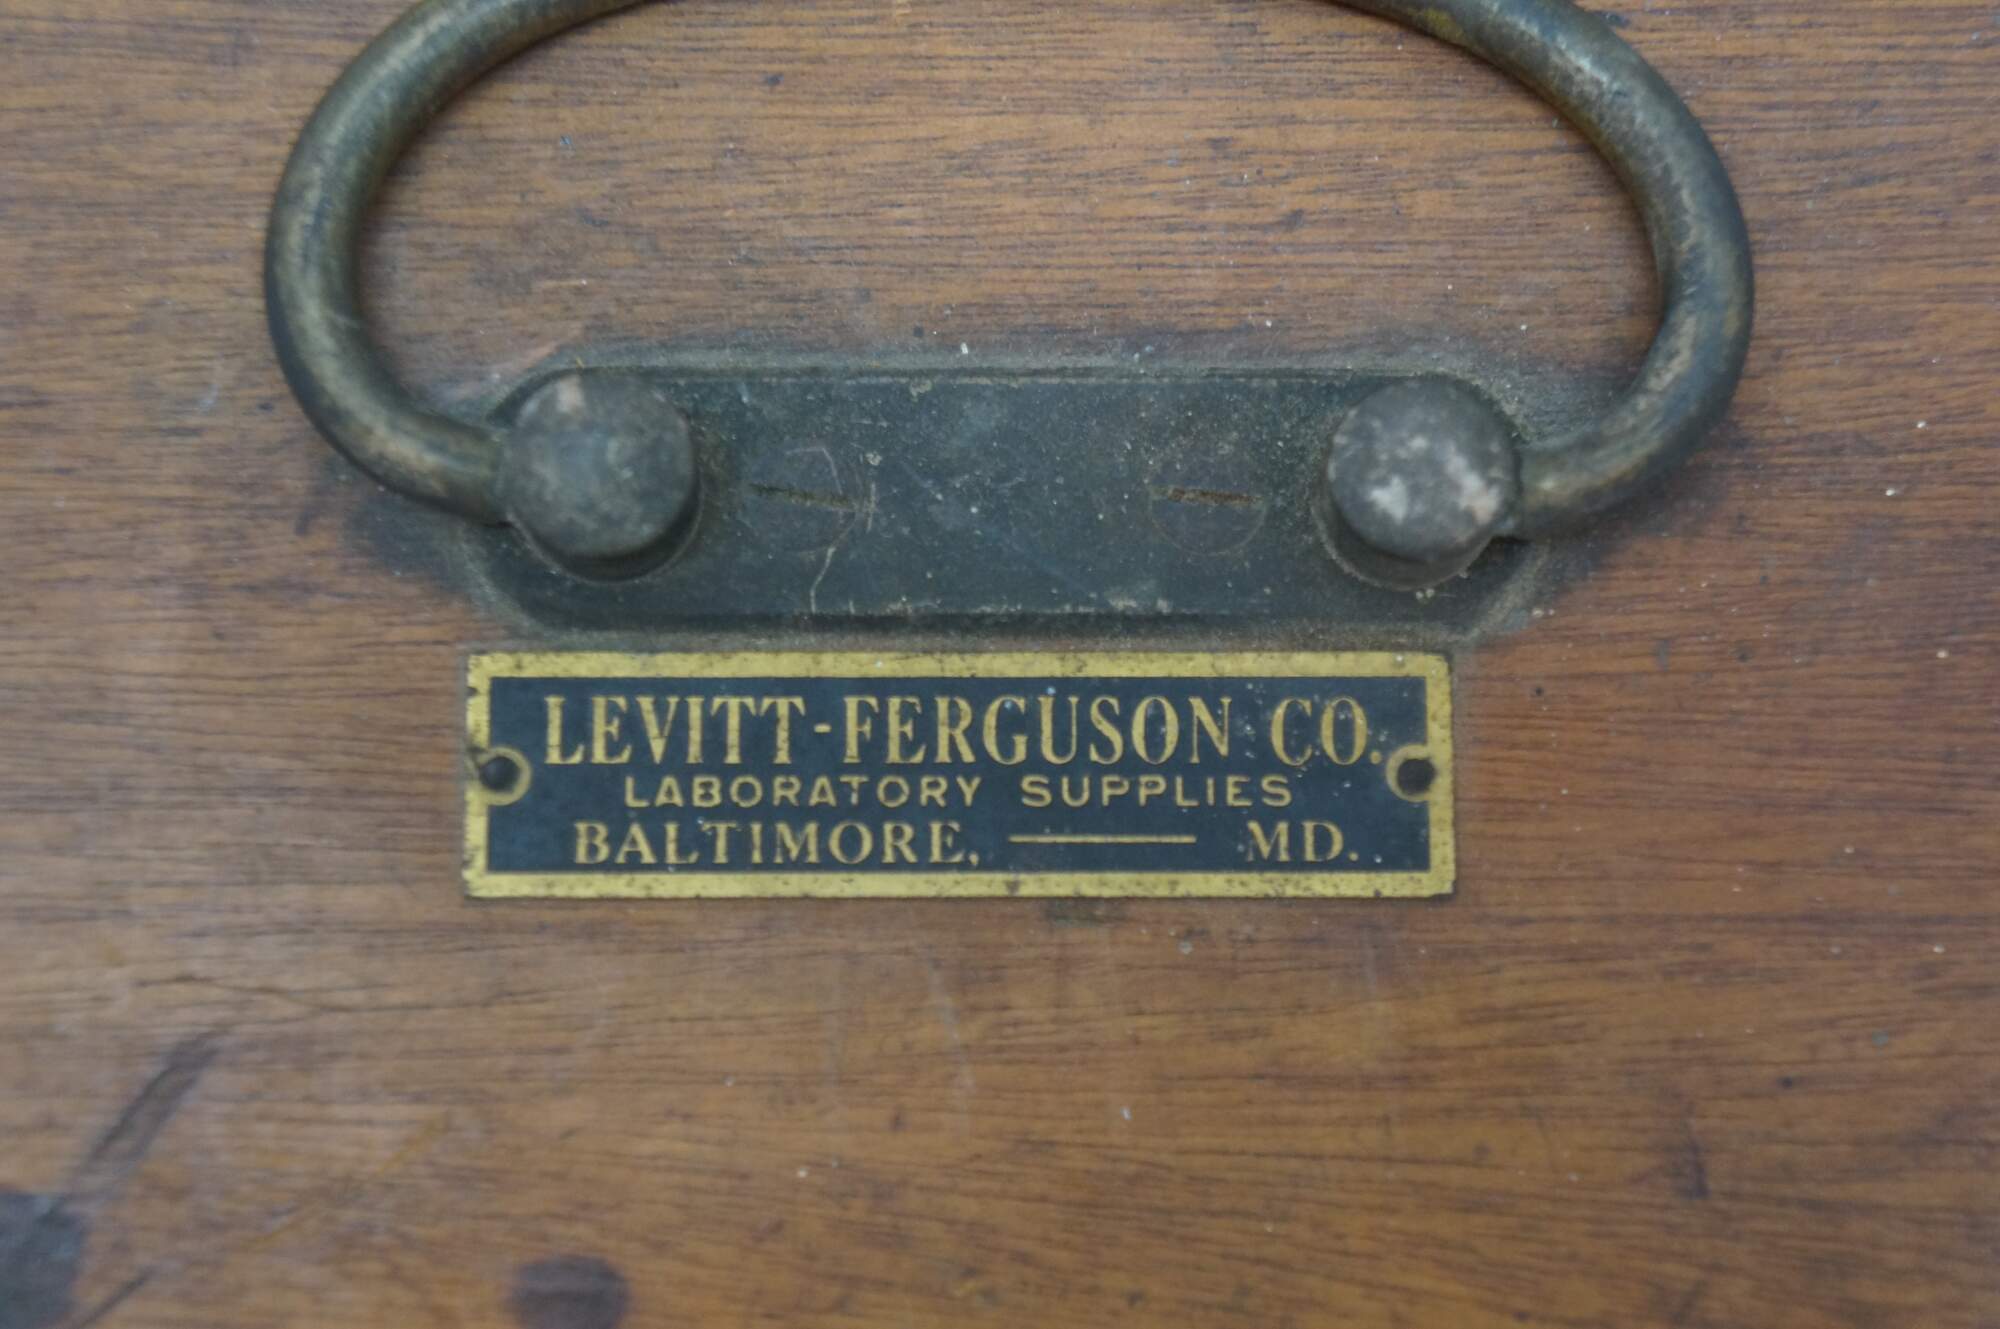 LEVITT-FERGUSON CO.
LABORATORY SUPPLIES
BALTIMORE, —— MD.